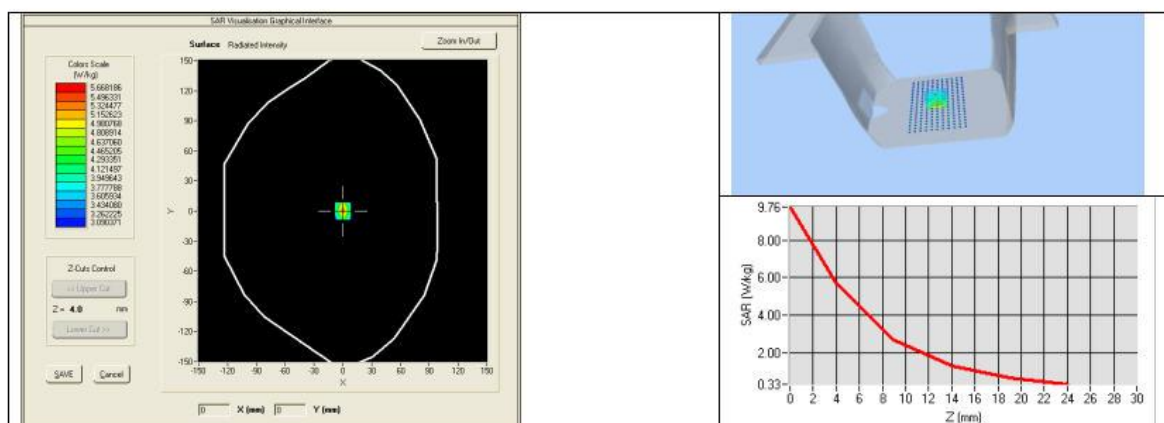 SAR Visualisation Graphical Interface
Surface Radiated Intensity
Zoom In/Out
Colors Scale
(W/kg)
5.668186
5.496331
5.324477
5.152623
4.980768
4.808914
4.637060
4.465205
4.293351
4.121497
3.949643
3.777788
3.605934
3.434080
3.262225
3.090371
Z-Cuts Control
<< Upper Cut
Z = 4.0 mm
Lower Cut >>
SAVE Cancel
150
120
90
60
30
0
-30
-60
-90
-120
-150
Y
-150 -120 -90 -60 -30 0 30 60 90 120 150
X
0 X (mm) 0 Y (mm)
9.76
8.00
6.00
4.00
2.00
0.33
SAR (W/kg)
0 2 4 6 8 10 12 14 16 18 20 22 24 26 28 30
Z (mm)